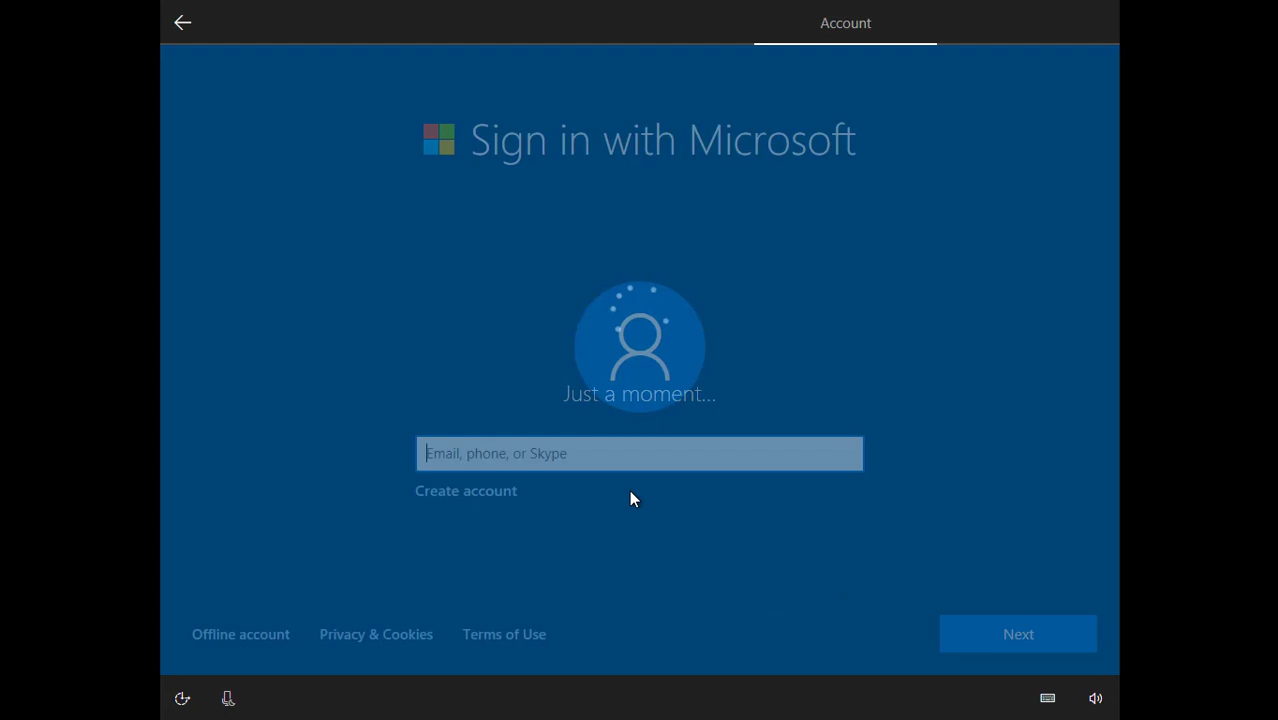 Account
Sign in with Microsoft
Just a moment...
Email, phone, or Skype
Create account
Offline account
Privacy & Cookies
Terms of Use
Next